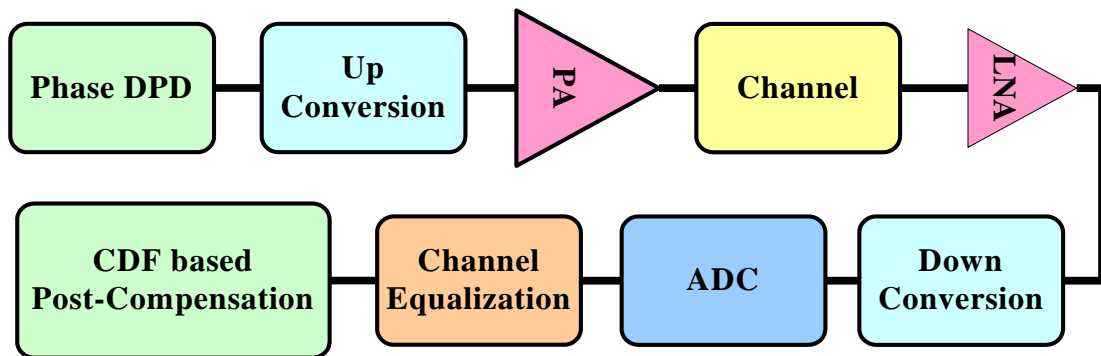 Phase DPD
Up
Conversion
PA
Channel
LNA
CDF based
Post-Compensation
Channel
Equalization
ADC
Down
Conversion